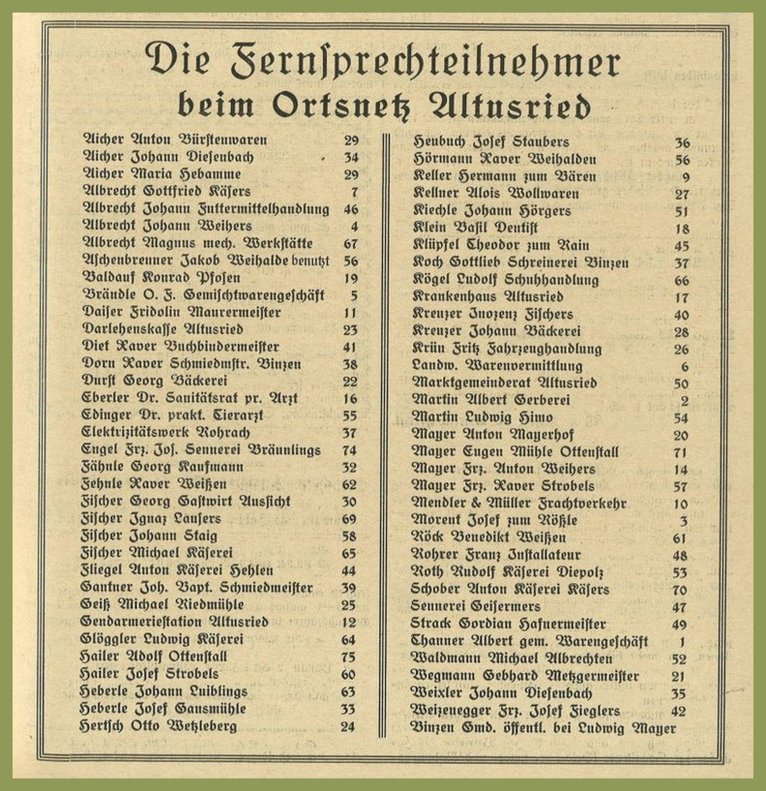 Die Fernsprechteilnehmer
beim Ortsnetz Altusried
Aicher Anton Bürstenwaren 29
Aicher Johann Diesenbach 34
Aicher Maria Hebamme 29
Albrecht Gottfried Käsers 7
Albrecht Johann Futtermittelhandlung 46
Albrecht Johann Weihers 4
Albrecht Magnus mech. Werkstätte 67
Aschenbrenner Jakob Weihalde benutzt 56
Baldauf Konrad Pfosen 19
Brändle O. F. Gemischtwarengeschäft 5
Daiser Fridolin Maurermeister 11
Darlehenskasse Altusried 23
Diet Xaver Buchbindermeister 41
Dorn Xaver Schmiedmstr. Binzen 38
Durst Georg Bäckerei 22
Eberler Dr. Sanitätsrat pr. Arzt 16
Edinger Dr. prakt. Tierarzt 55
Elektrizitätswerk Rohrach 37
Engel Frz. Jos. Sennerei Bräunlings 74
Fähnle Georg Kaufmann 32
Fehnle Xaver Weißen 62
Fischer Georg Gastwirt Aussicht 30
Fischer Ignaz Lausers 69
Fischer Johann Staig 58
Fischer Michael Käserei 65
Fliegel Anton Käserei Hehlen 44
Gantner Joh. Bapt. Schmiedmeister 39
Geiß Michael Riedmühle 25
Gendarmeriestation Altusried 12
Glöggler Ludwig Käserei 64
Hailer Adolf Ottenstall 75
Hailer Josef Strobels 60
Heberle Johann Luiblings 63
Heberle Josef Gansmühle 33
Hertsch Otto Wetzleberg 24
Heubuch Josef Staubers 36
Hörmann Xaver Weihalden 56
Keller Hermann zum Bären 9
Kellner Alois Wollwaren 27
Kiechle Johann Hörgers 51
Klein Basil Dentist 18
Klüpfel Theodor zum Rain 45
Koch Gottlieb Schreinerei Binzen 37
Kögel Ludolf Schuhhandlung 66
Krankenhaus Altusried 17
Kreuzer Inozenz Fischers 40
Kreuzer Johann Bäckerei 28
Krün Fritz Fahrzeughandlung 26
Landw. Warenvermittlung 6
Marktgemeinderat Altusried 50
Martin Albert Gerberei 2
Martin Ludwig Himo 54
Mayer Anton Mayerhof 20
Mayer Eugen Mühle Ottenstall 71
Mayer Frz. Anton Weihers 14
Mayer Frz. Xaver Strobels 57
Mendler & Müller Frachtverkehr 10
Morent Josef zum Rößle 3
Röck Benedikt Weißen 61
Rohrer Franz Installateur 48
Roth Rudolf Käserei Diepolz 53
Schober Anton Käserei Käsers 70
Sennerei Geisermers 47
Strack Gordian Hafnermeister 49
Thanner Albert gem. Warengeschäft 1
Waldmann Michael Albrechten 52
Wegmann Gebhard Metzgermeister 21
Weixler Johann Diesenbach 35
Weizenegger Frz. Josef Fieglers 42
Binzen Gmd. öffentl. bei Ludwig Mayer